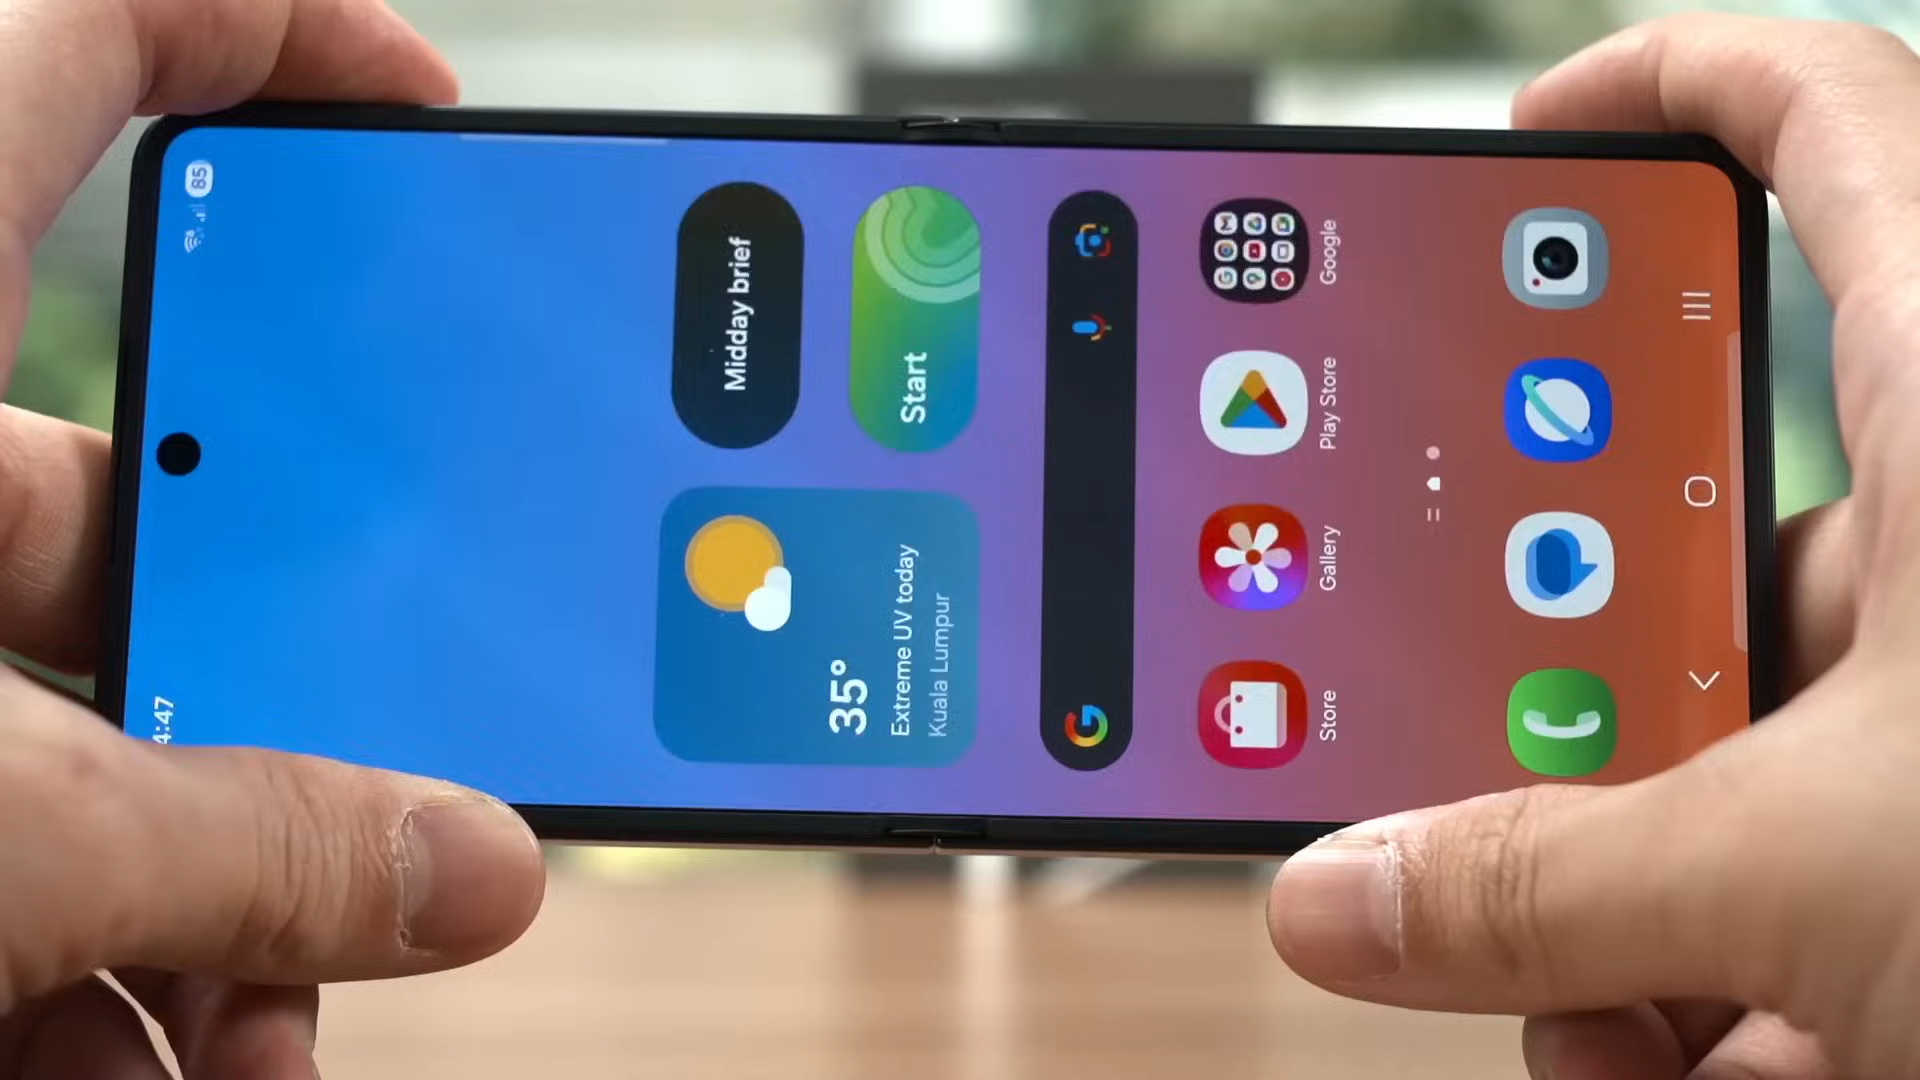 4:47
85
35°
Extreme UV today
Kuala Lumpur
Midday brief
Start
Store
Gallery
Play Store
Google